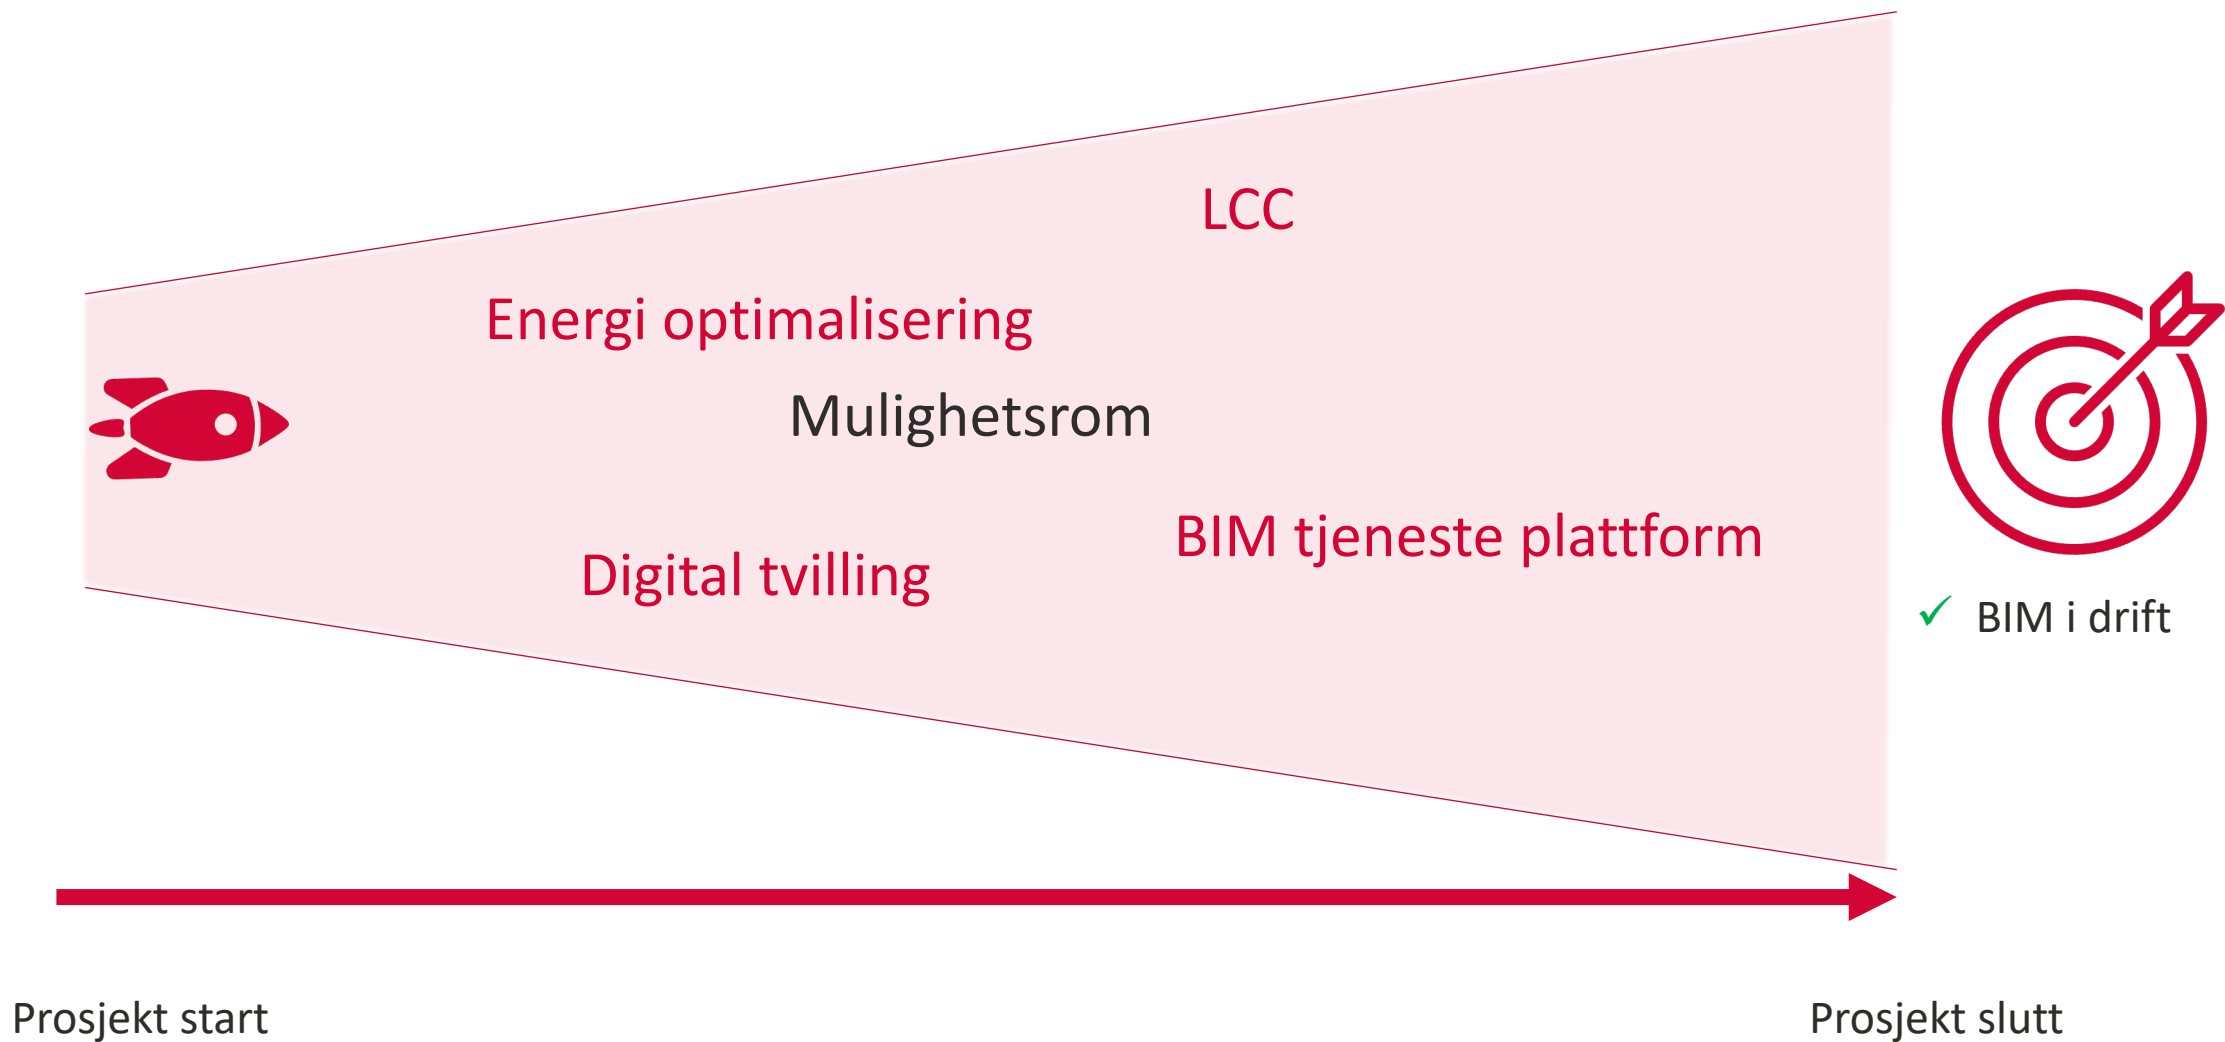 LCC
Energi optimalisering
Mulighetsrom
BIM tjeneste plattform
Digital tvilling
BIM i drift
Prosjekt start
Prosjekt slutt